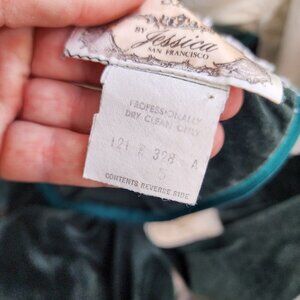 BY
Jessica
SAN FRANCISCO
PROFESSIONALLY
DRY CLEAN ONLY
121 328 A
5
CONTENTS REVERSE SIDE